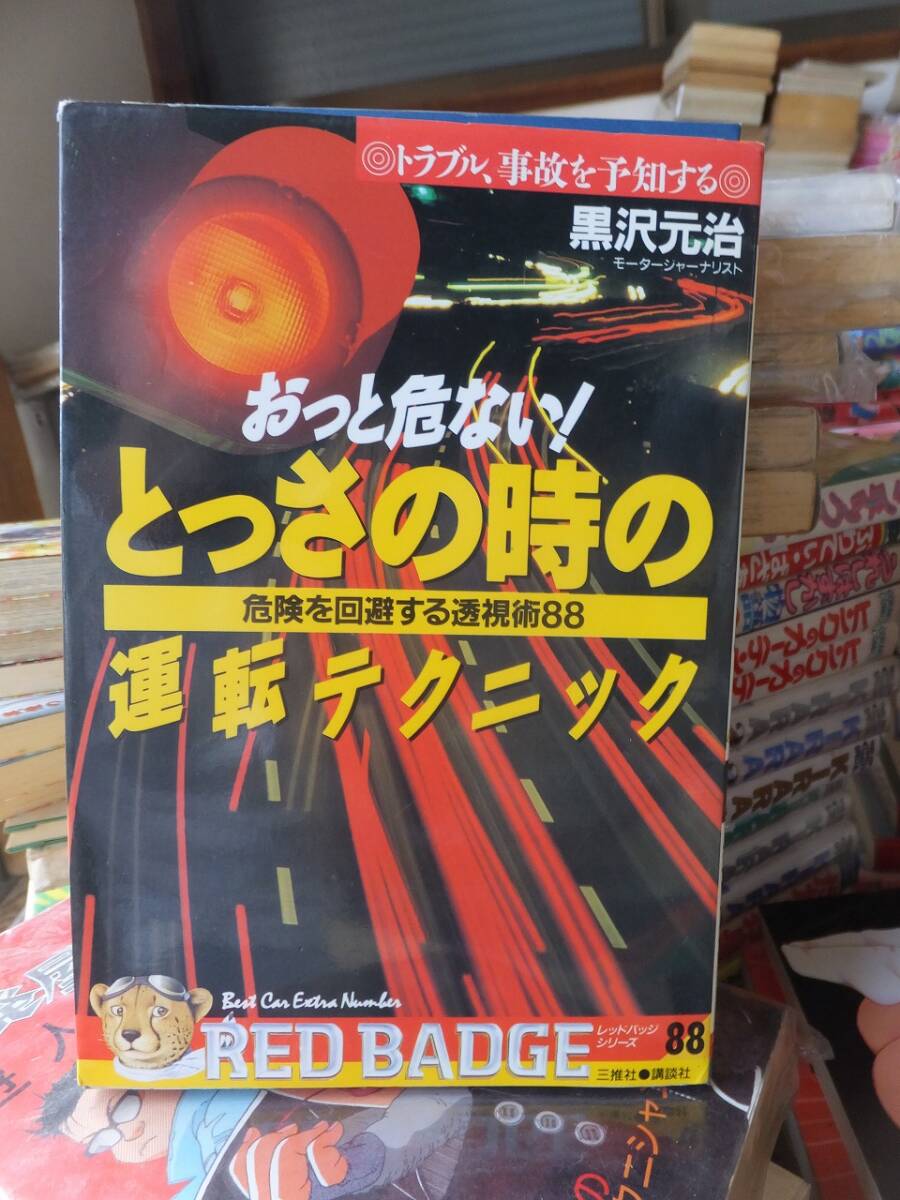 ◎トラブル、事故を予知する◎
黒沢元治
モータージャーナリスト
おっと危ない!
とっさの時の
危険を回避する透視術88
運転テクニック
Best Car Extra Number
RED BADGE
レッドバッジ
シリーズ
88
三推社●講談社
KIRARA
KIRARA